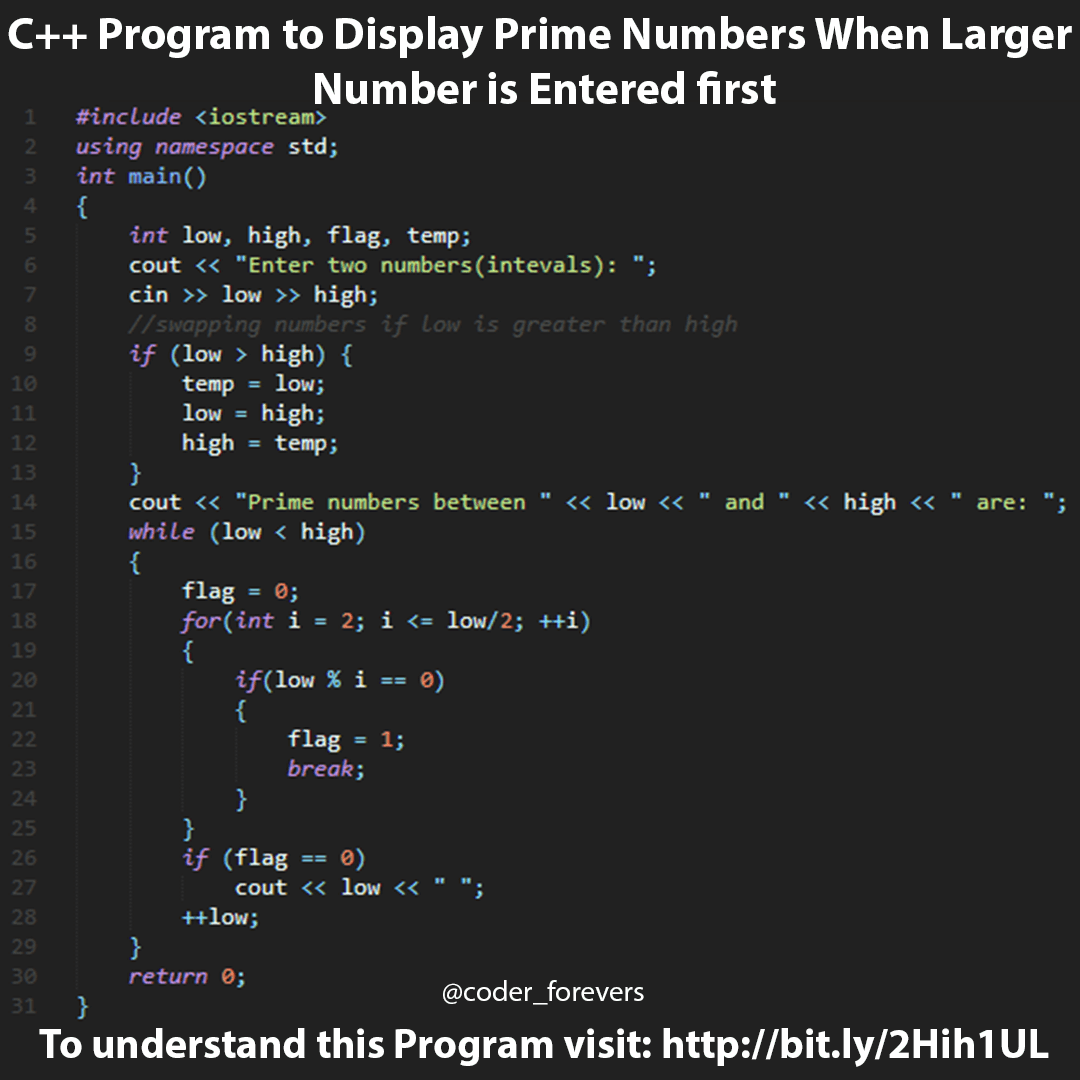 C++ Program to Display Prime Numbers When Larger
Number is Entered first
1 #include <iostream>
2 using namespace std;
3 int main()
4 {
5     int low, high, flag, temp;
6     cout << "Enter two numbers(intevals): ";
7     cin >> low >> high;
8     //swapping numbers if low is greater than high
9     if (low > high) {
10         temp = low;
11         low = high;
12         high = temp;
13     }
14     cout << "Prime numbers between " << low << " and " << high << " are: ";
15     while (low < high)
16     {
17         flag = 0;
18         for(int i = 2; i <= low/2; ++i)
19         {
20             if(low % i == 0)
21             {
22                 flag = 1;
23                 break;
24             }
25         }
26         if (flag == 0)
27             cout << low << " ";
28         ++low;
29     }
30     return 0;
31 }
@coder_forevers
To understand this Program visit: http://bit.ly/2Hih1UL